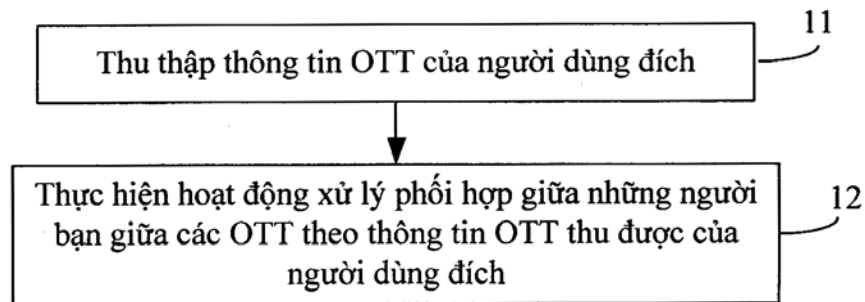 11
Thu thập thông tin OTT của người dùng đích
Thực hiện hoạt động xử lý phối hợp giữa những người
bạn giữa các OTT theo thông tin OTT thu được của
người dùng đích
12